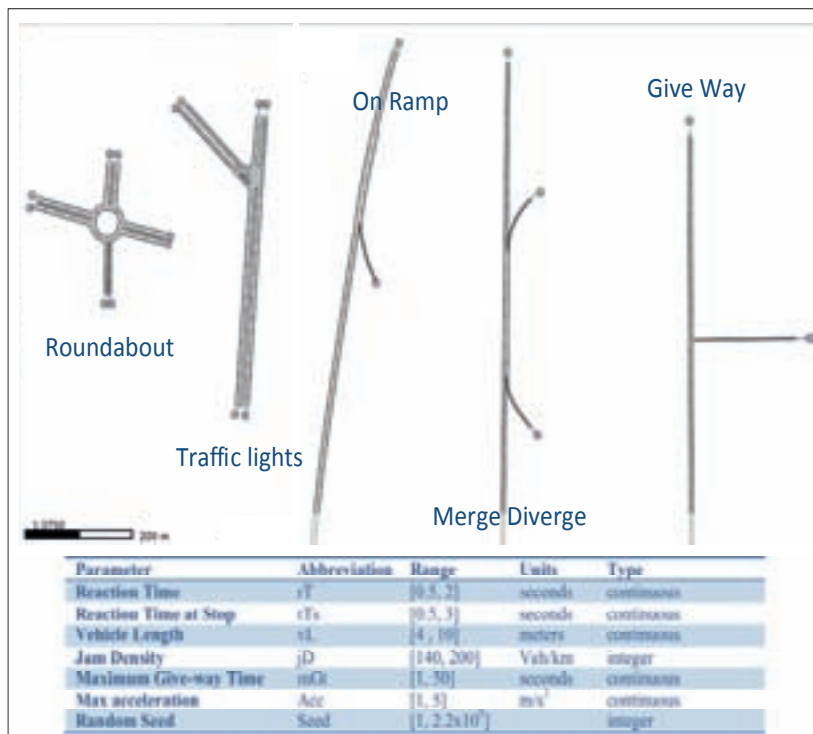 On Ramp
Give Way
Roundabout
Traffic lights
Merge Diverge
200 m
Parameter Abbreviation Range Units Type
Reaction Time rT [0.5, 2] seconds continuous
Reaction Time at Stop rTs [0.5, 3] seconds continuous
Vehicle Length vL [4 , 10] meters continuous
Jam Density jD [140, 200] Veh/km integer
Maximum Give-way Time mGt [1, 50] seconds continuous
Max acceleration Acc [1, 5] m/s² continuous
Random Seed Seed integer